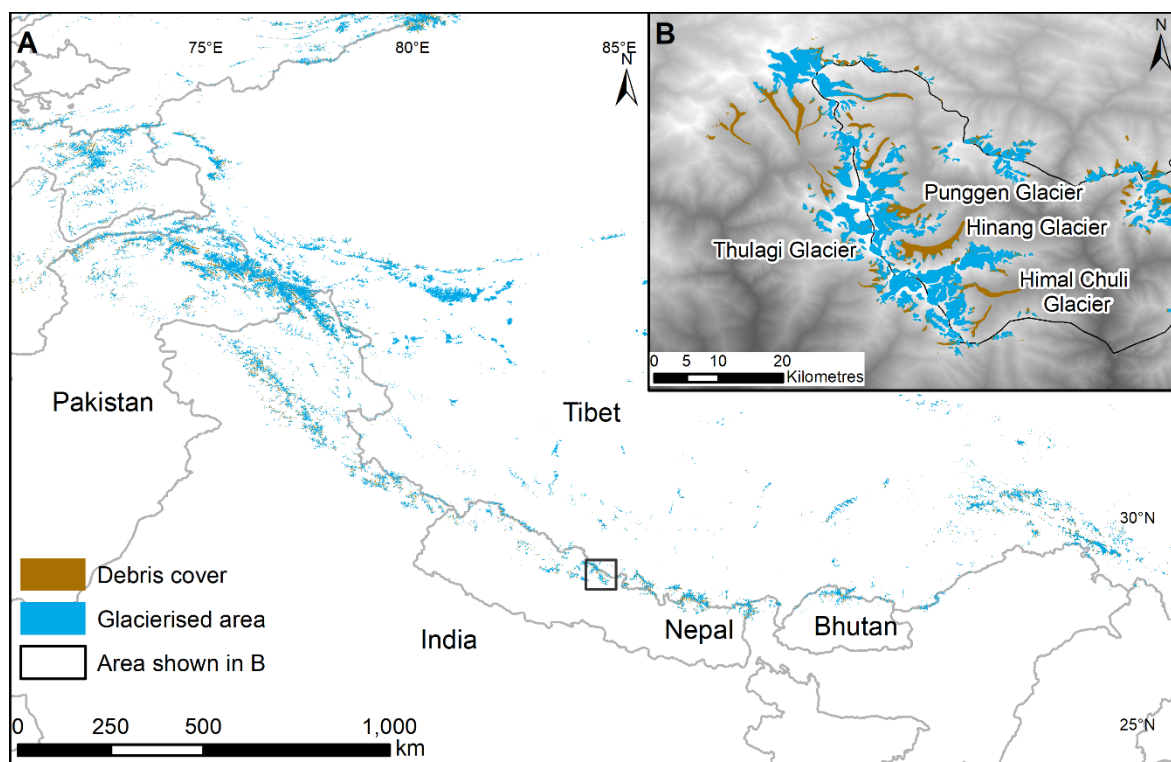 A
75°E
80°E
85°E
N
B
N
Punggen Glacier
Hinang Glacier
Thulagi Glacier
Himal Chuli
Glacier
0 5 10 20
Kilometres
Pakistan
Tibet
30°N
Debris cover
Glacierised area
Area shown in B
India
Nepal
Bhutan
25°N
0 250 500 1,000
km